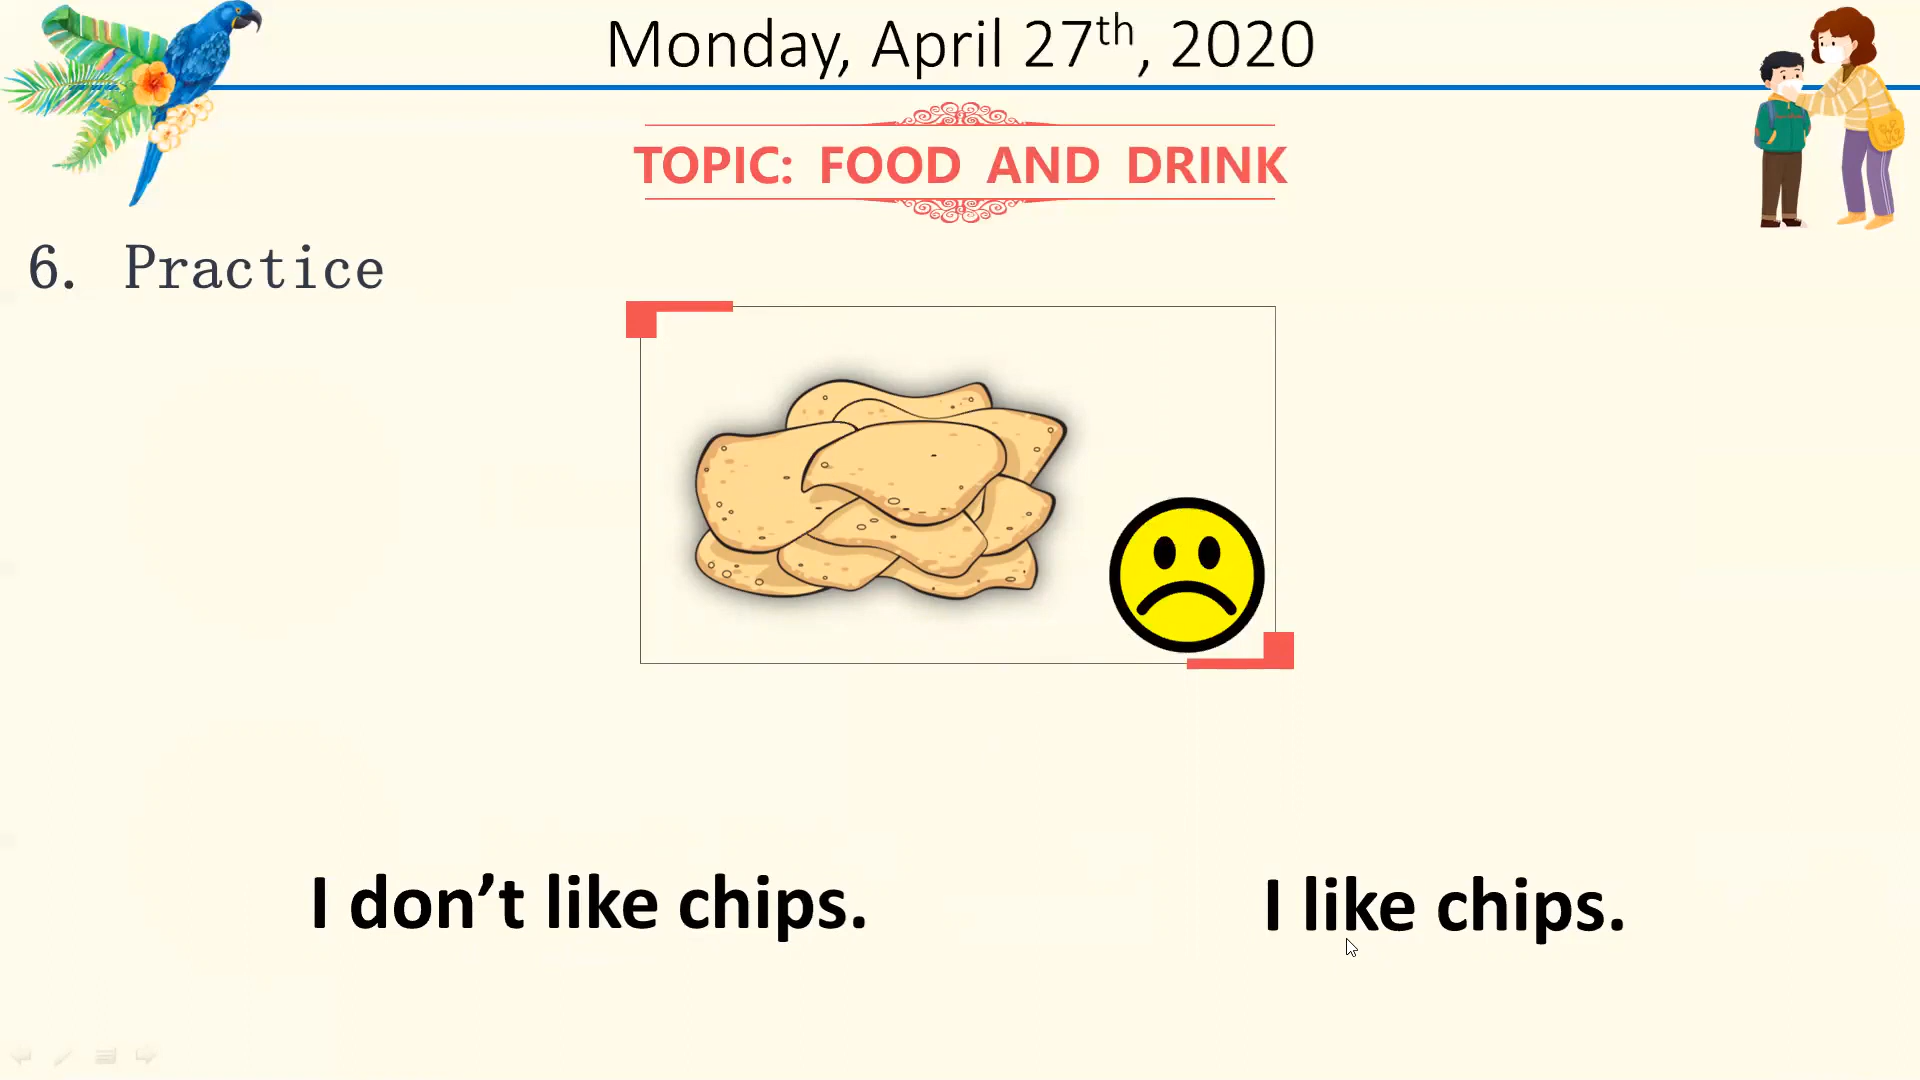 Monday, April 27th, 2020
TOPIC: FOOD AND DRINK
6. Practice
I don’t like chips.
I like chips.